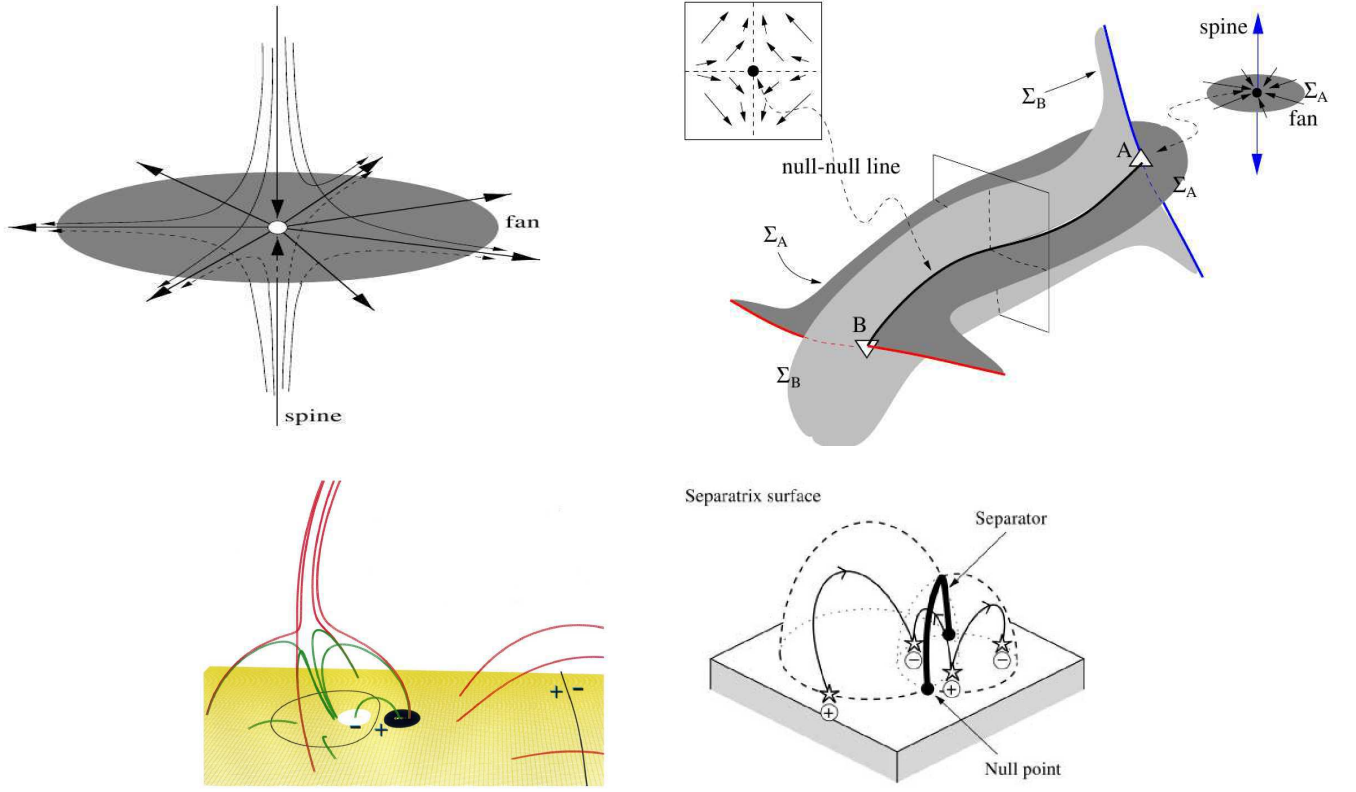 fan
spine
null-null line
Σ_B
A
Σ_A
Σ_A
B
Σ_B
spine
Σ_A
fan
- +
+ -
Separatrix surface
Separator
−
−
+
+
Null point